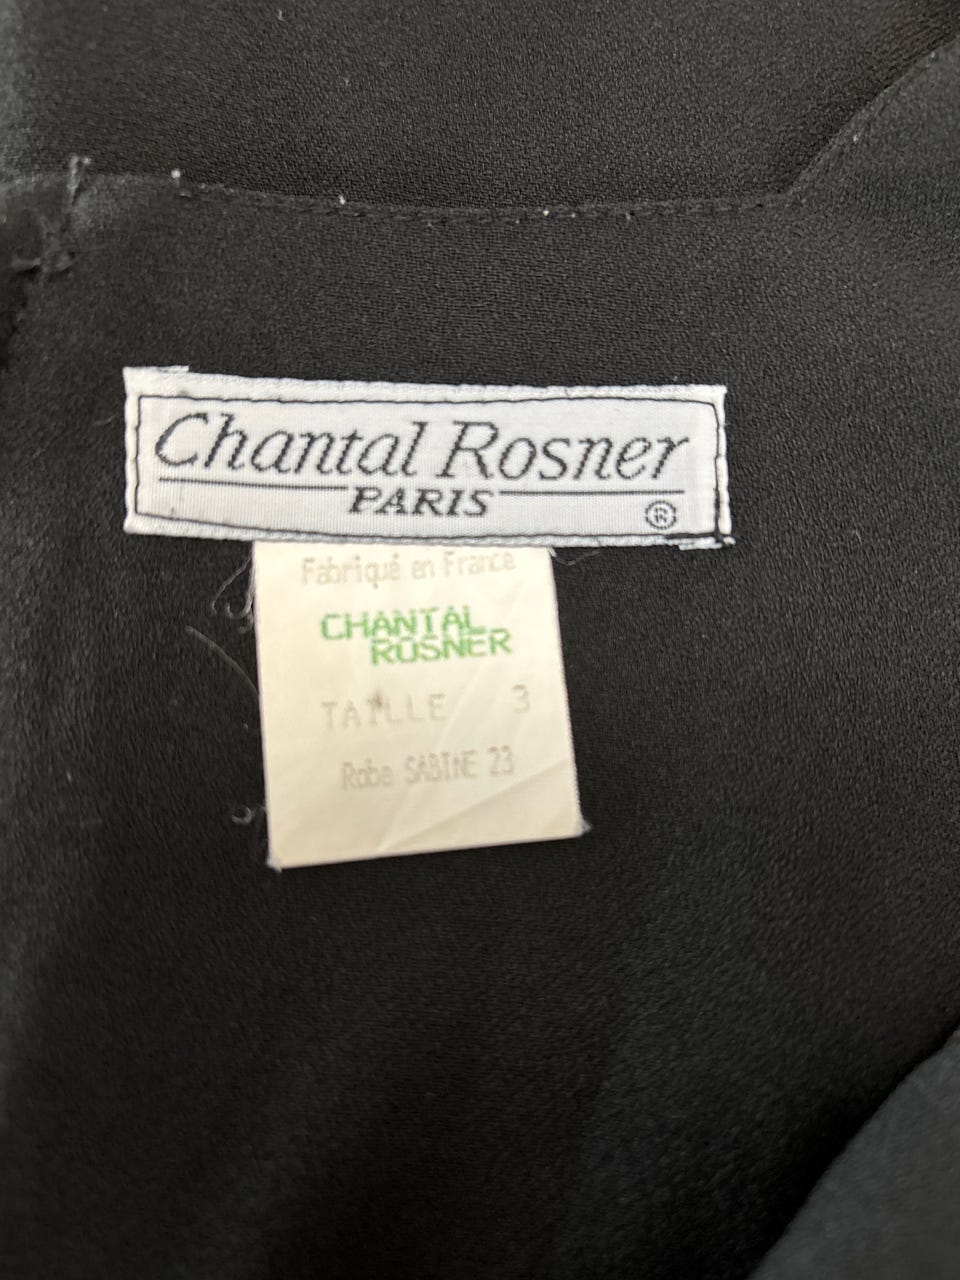 Chantal Rosner
PARIS
®
Fabriqué en France
CHANTAL
ROSNER
TAILLE 3
Robe SABINE 23